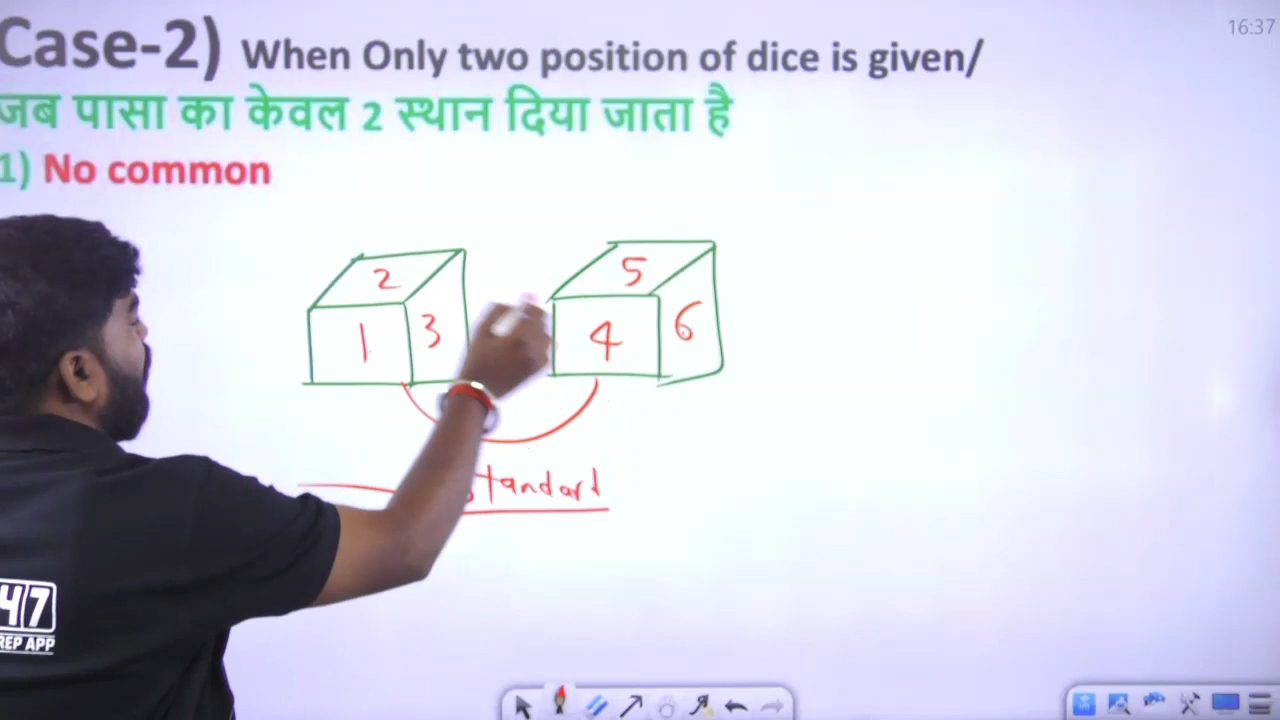 16:37
Case-2) When Only two position of dice is given/
जब पासा का केवल 2 स्थान दिया जाता है
1) No common
2
1 3
5
4 6
standard
47
REP APP